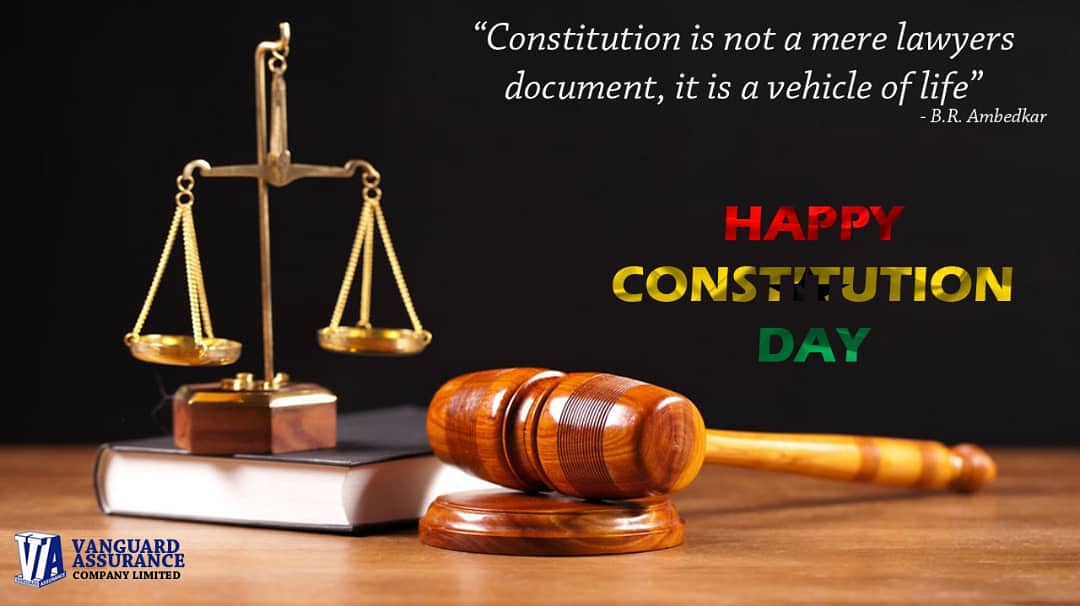 “Constitution is not a mere lawyers
document, it is a vehicle of life”
- B.R. Ambedkar
HAPPY
CONSTITUTION
DAY
VA
VANGUARD
ASSURANCE
COMPANY LIMITED